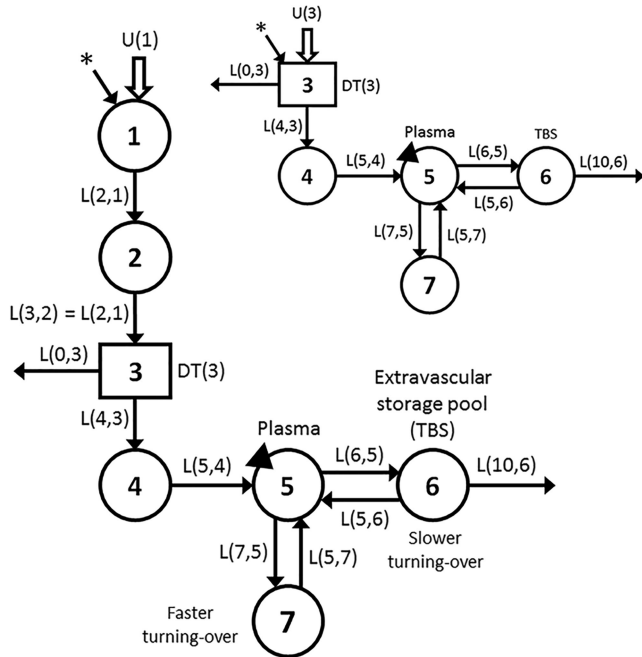 U(1)
*
1
L(2,1)
2
L(3,2) = L(2,1)
L(0,3)
3
DT(3)
L(4,3)
4
L(5,4)
Plasma
5
L(6,5)
L(5,6)
Extravascular
storage pool
(TBS)
6
L(10,6)
Slower
turning-over
L(7,5)
L(5,7)
Faster
turning-over
7
U(3)
*
L(0,3)
3
DT(3)
L(4,3)
4
L(5,4)
Plasma
5
L(6,5)
L(5,6)
TBS
6
L(10,6)
L(7,5)
L(5,7)
7